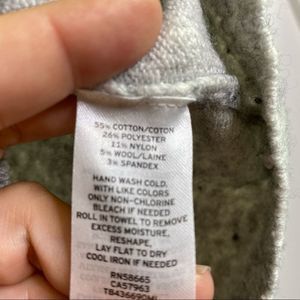 55% COTTON/COTON
26% POLYESTER
11% NYLON
5% WOOL/LAINE
3% SPANDEX
HAND WASH COLD.
WITH LIKE COLORS
ONLY NON-CHLORINE
BLEACH IF NEEDED
ROLL IN TOWEL TO REMOVE
EXCESS MOISTURE,
RESHAPE,
LAY FLAT TO DRY
COOL IRON IF NEEDED
RN58665
CA57963
T8436690MI